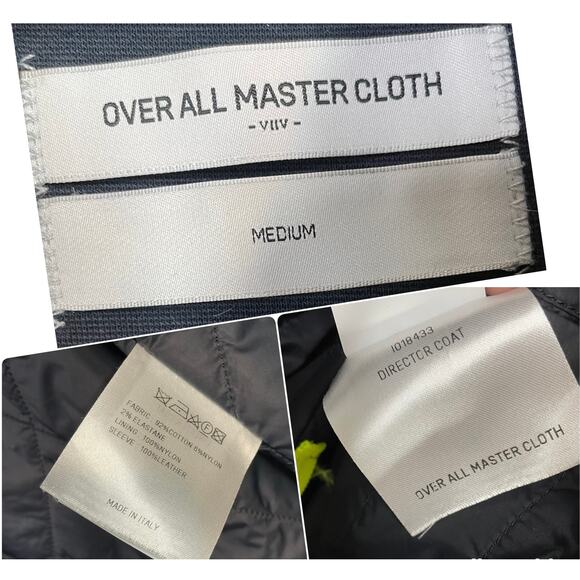 OVER ALL MASTER CLOTH
- VIIV -
MEDIUM
FABRIC 92%COTTON 6%NYLON
2% ELASTANE
LINING 100%NYLON
SLEEVE 100%LEATHER
MADE IN ITALY
1018433
DIRECTOR COAT
OVER ALL MASTER CLOTH